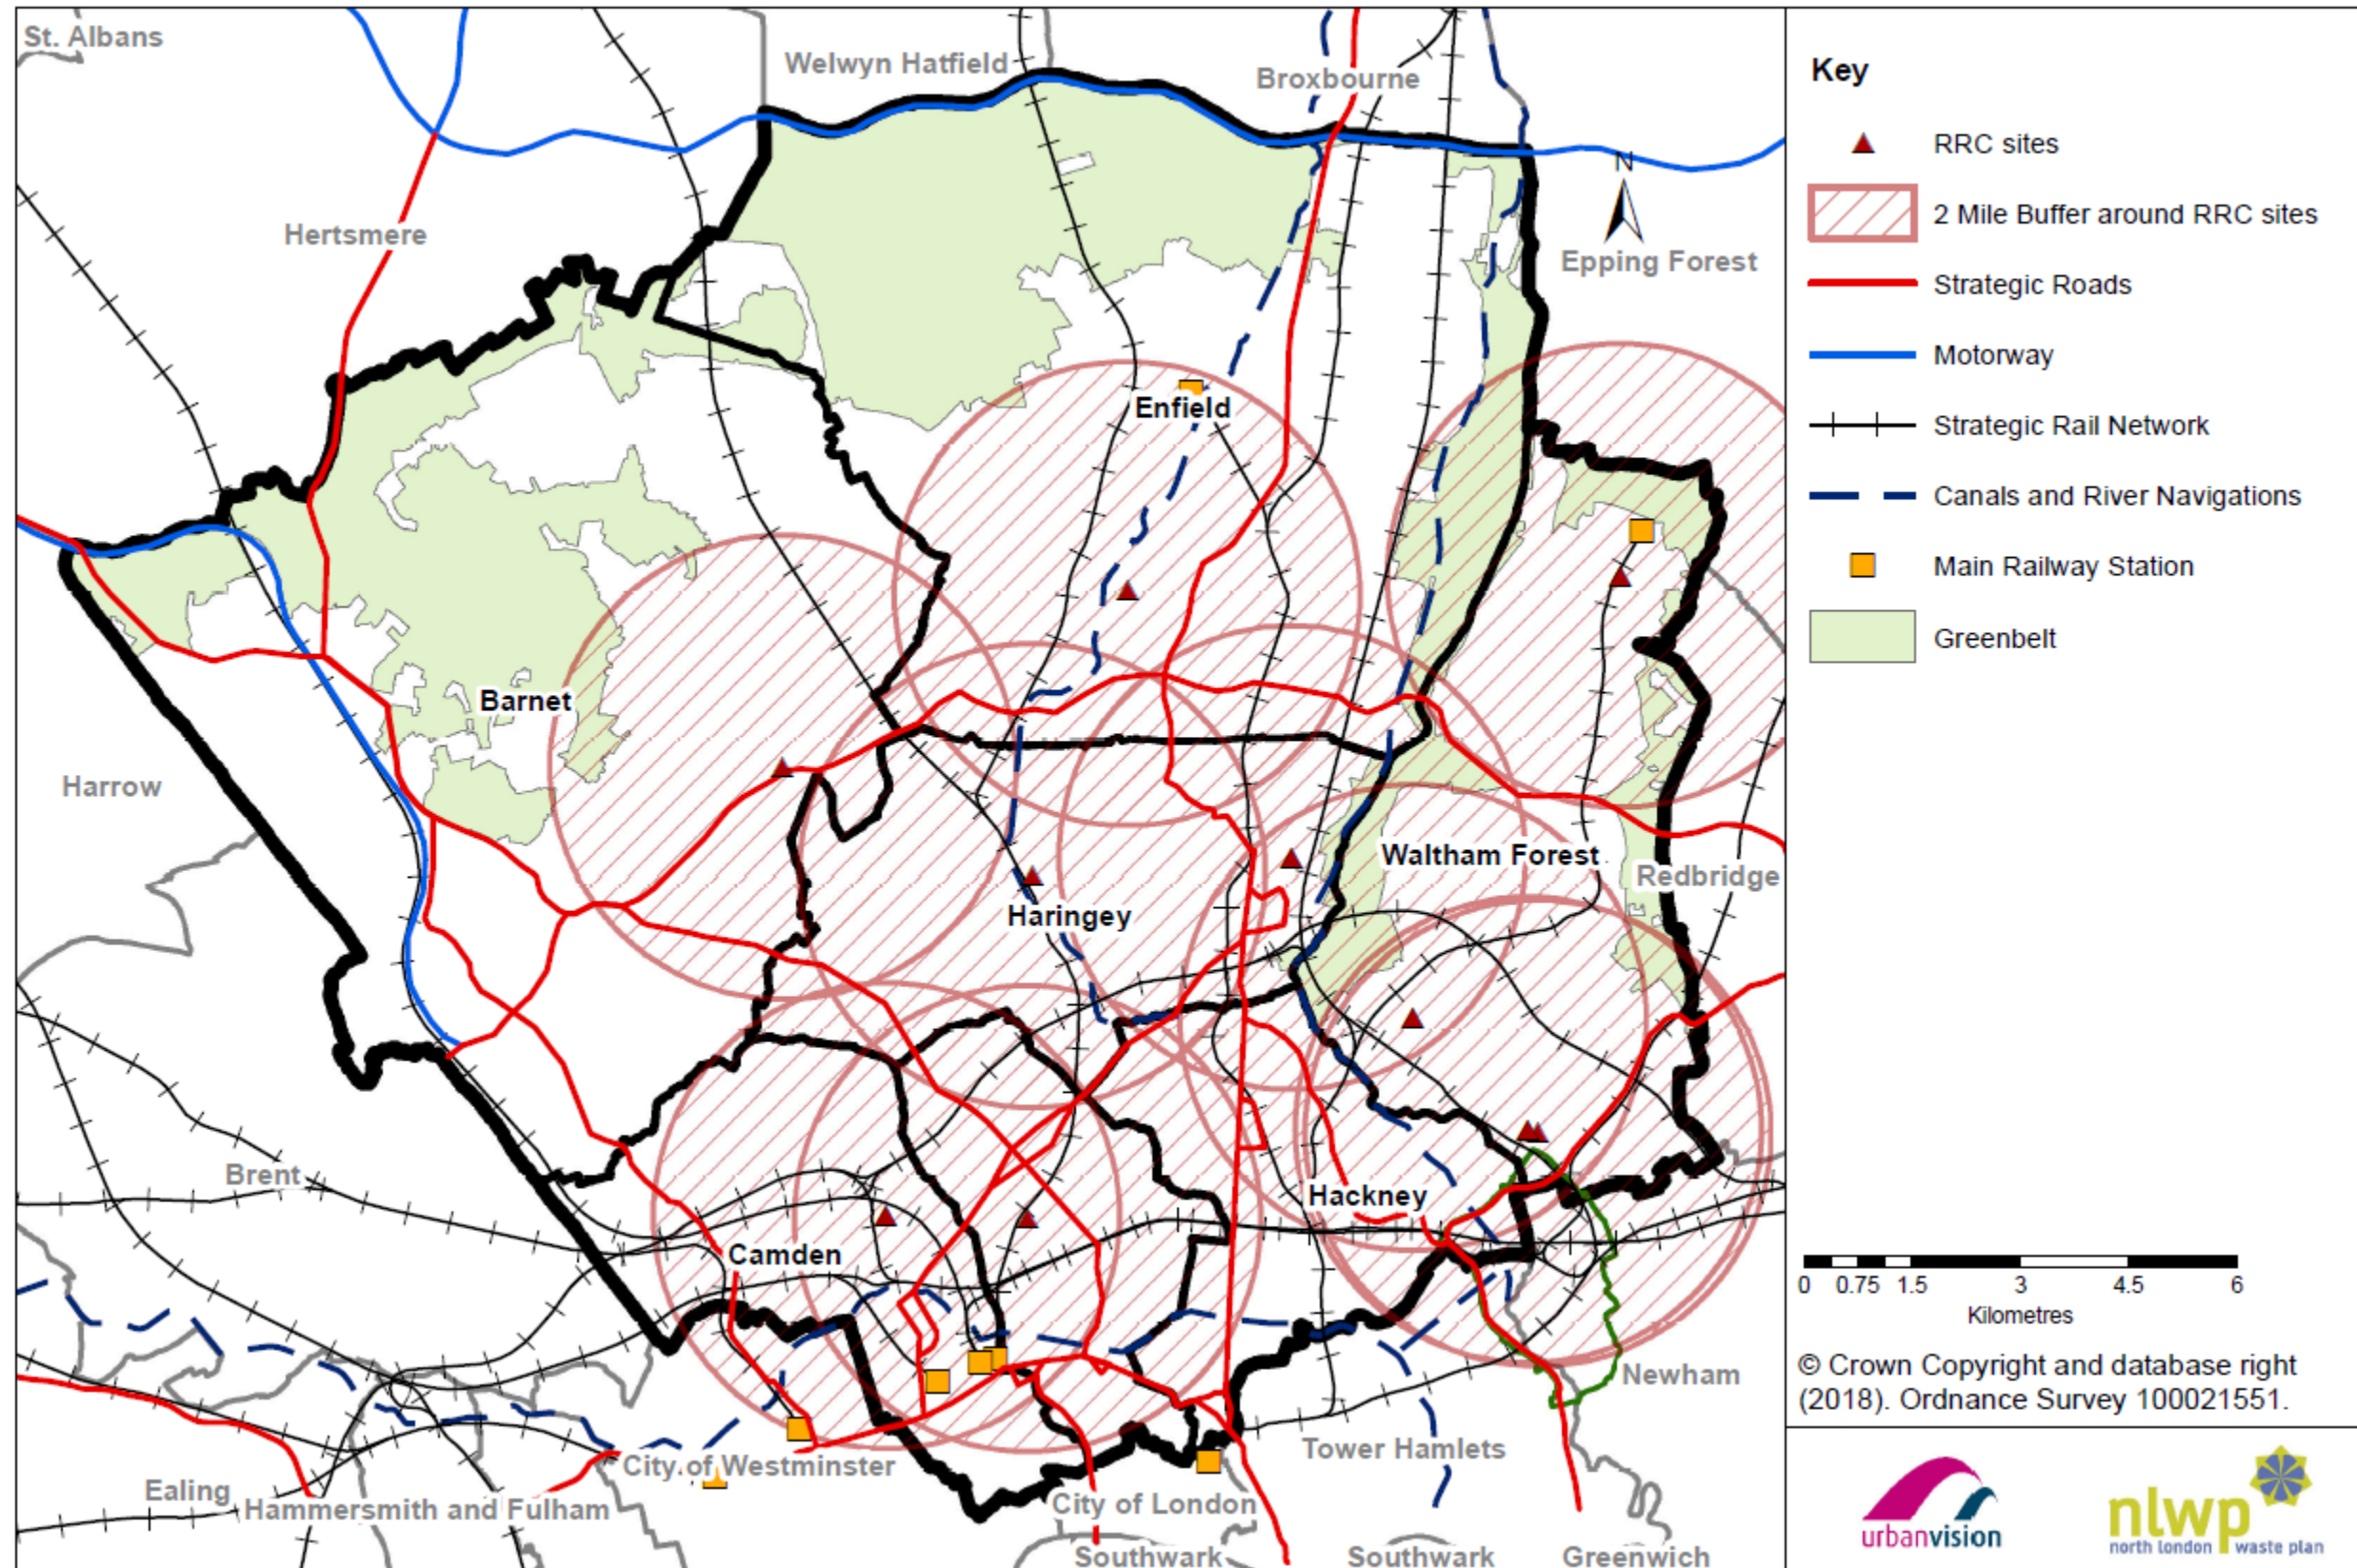 St. Albans
Welwyn Hatfield
Broxbourne
Hertsmere
N
Epping Forest
Enfield
Barnet
Harrow
Waltham Forest
Redbridge
Haringey
Brent
Hackney
Camden
Newham
Tower Hamlets
City of Westminster
Ealing
Hammersmith and Fulham
City of London
Southwark
Southwark
Greenwich
Key
RRC sites
2 Mile Buffer around RRC sites
Strategic Roads
Motorway
Strategic Rail Network
Canals and River Navigations
Main Railway Station
Greenbelt
0 0.75 1.5 3 4.5 6
Kilometres
© Crown Copyright and database right
(2018). Ordnance Survey 100021551.
urbanvision
nlwp
north london waste plan